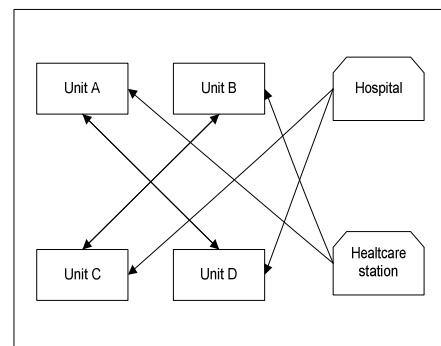 Unit A
Unit B
Hospital
Unit C
Unit D
Healtcare
station